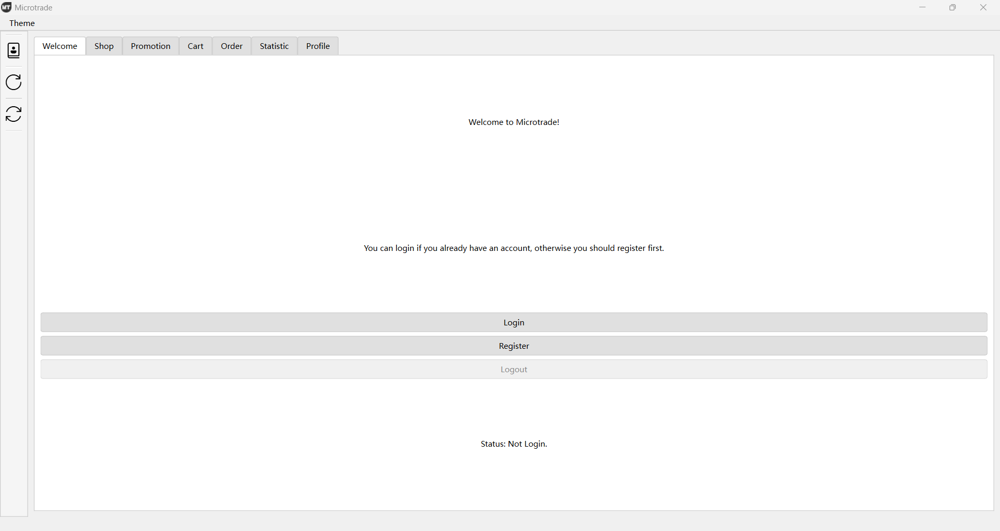 MT Microtrade
Theme
Welcome Shop Promotion Cart Order Statistic Profile
Welcome to Microtrade!
You can login if you already have an account, otherwise you should register first.
Login
Register
Logout
Status: Not Login.